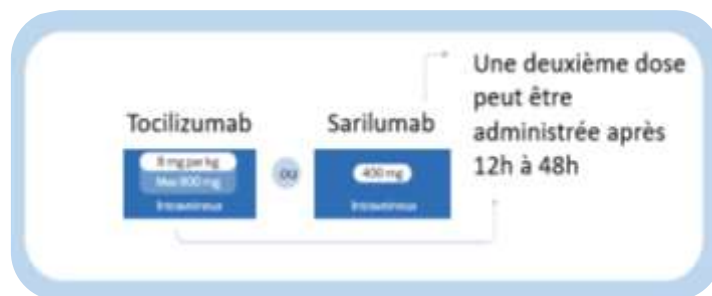 Une deuxième dose
peut être
administrée après
12h à 48h
Tocilizumab
Sarilumab
8 mg par kg
Max 800 mg
Intraveineux
ou
400 mg
Intraveineux